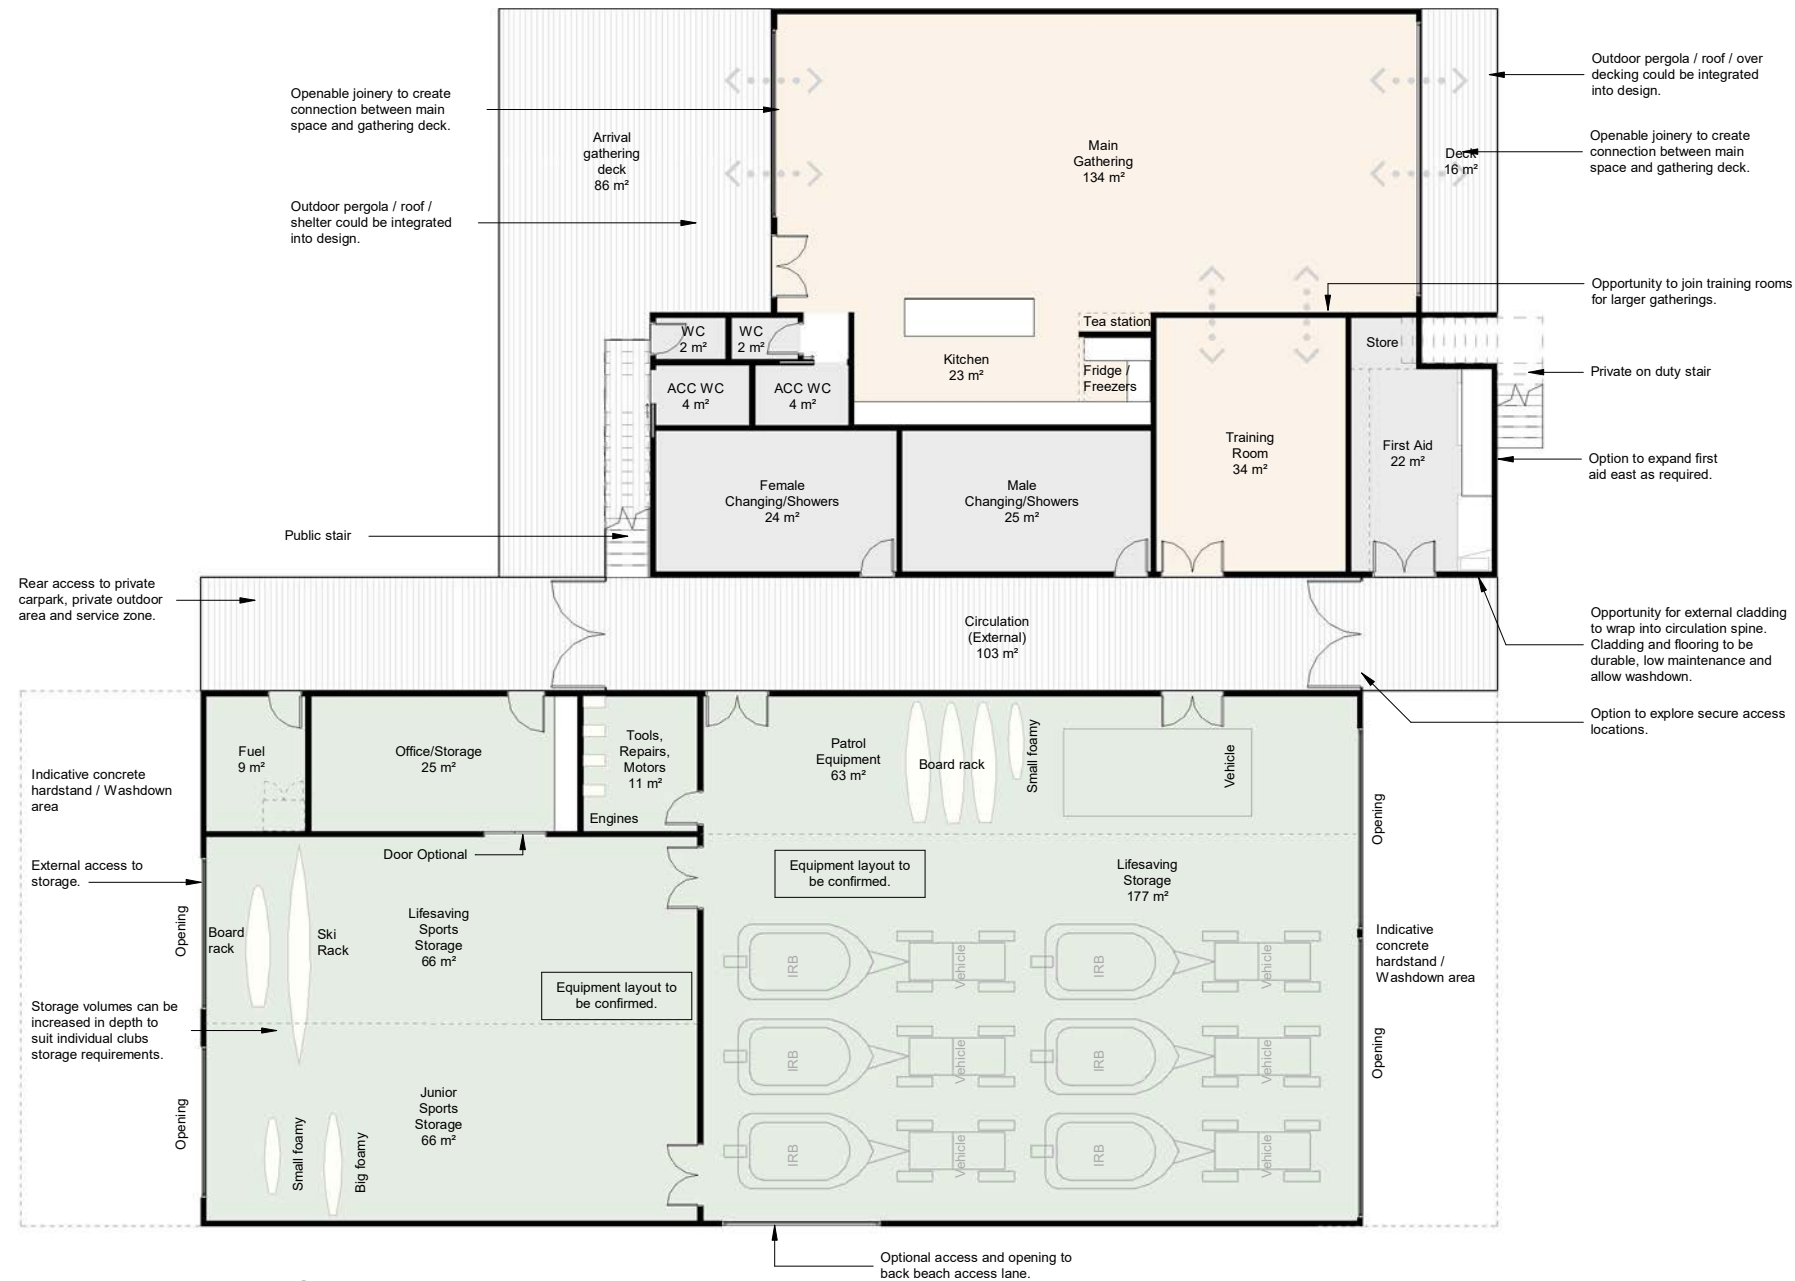 Openable joinery to create
connection between main
space and gathering deck.
Arrival
gathering
deck
86 m²
Outdoor pergola / roof /
shelter could be integrated
into design.
Main
Gathering
134 m²
Deck
16 m²
Outdoor pergola / roof / over
decking could be integrated
into design.
Openable joinery to create
connection between main
space and gathering deck.
Opportunity to join training rooms
for larger gatherings.
WC
2 m²
WC
2 m²
ACC WC
4 m²
ACC WC
4 m²
Kitchen
23 m²
Tea station
Fridge /
Freezers
Store
Private on duty stair
Training
Room
34 m²
First Aid
22 m²
Option to expand first
aid east as required.
Female
Changing/Showers
24 m²
Male
Changing/Showers
25 m²
Public stair
Rear access to private
carpark, private outdoor
area and service zone.
Circulation
(External)
103 m²
Opportunity for external cladding
to wrap into circulation spine.
Cladding and flooring to be
durable, low maintenance and
allow washdown.
Option to explore secure access
locations.
Indicative concrete
hardstand / Washdown
area
Fuel
9 m²
Office/Storage
25 m²
Tools,
Repairs,
Motors
11 m²
Engines
Patrol
Equipment
63 m²
Board rack
Small foamy
Vehicle
Opening
Door Optional
External access to
storage.
Equipment layout to
be confirmed.
Lifesaving
Storage
177 m²
Opening
Board
rack
Ski
Rack
Lifesaving
Sports
Storage
66 m²
Equipment layout to
be confirmed.
Indicative
concrete
hardstand /
Washdown area
IRB
Vehicle
IRB
Vehicle
Storage volumes can be
increased in depth to
suit individual clubs
storage requirements.
IRB
Vehicle
IRB
Vehicle
Opening
Opening
Junior
Sports
Storage
66 m²
Small foamy
Big foamy
IRB
Vehicle
IRB
Vehicle
Optional access and opening to
back beach access lane.